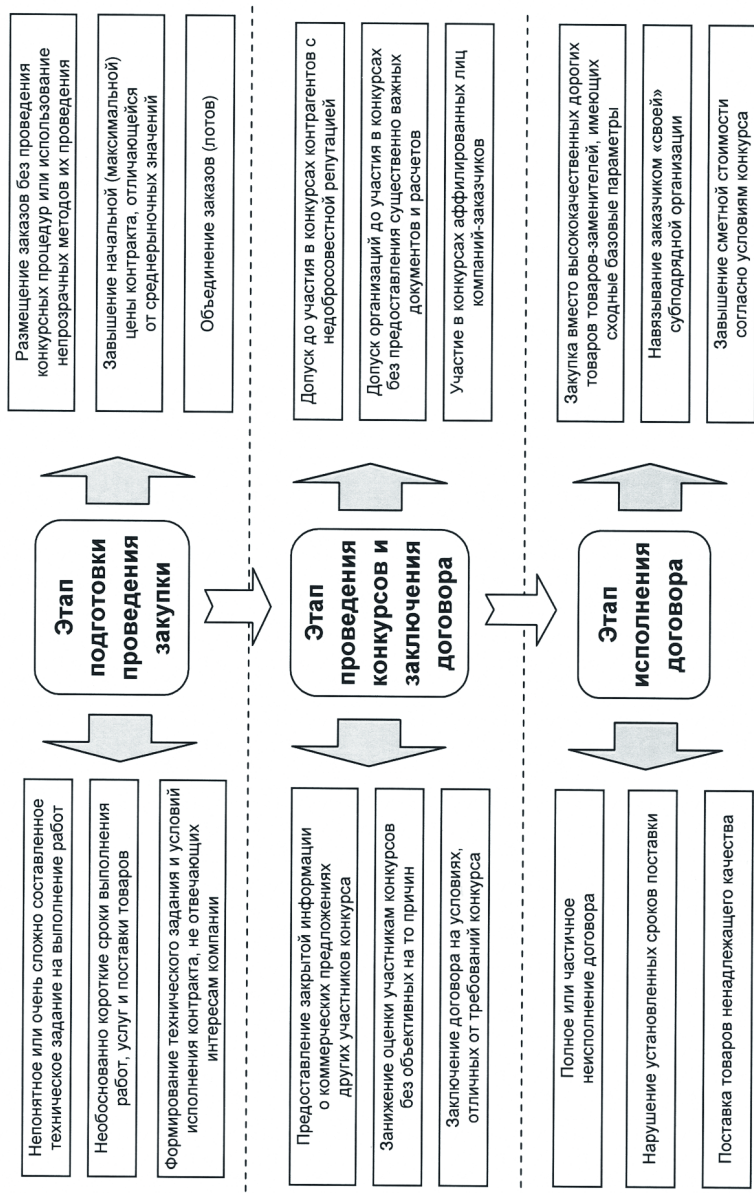 Непонятное или очень сложно составленное
техническое задание на выполнение работ
Необоснованно короткие сроки выполнения
работ, услуг и поставки товаров
Формирование технического задания и условий
исполнения контракта, не отвечающих
интересам компании
Этап
подготовки
проведения
закупки
Размещение заказов без проведения
конкурсных процедур или использование
непрозрачных методов их проведения
Завышение начальной (максимальной)
цены контракта, отличающейся
от среднерыночных значений
Объединение заказов (лотов)
Предоставление закрытой информации
о коммерческих предложениях
других участников конкурса
Занижение оценки участникам конкурсов
без объективных на то причин
Заключение договора на условиях,
отличных от требований конкурса
Этап
проведения
конкурсов и
заключения
договора
Допуск до участия в конкурсах контрагентов с
недобросовестной репутацией
Допуск организаций до участия в конкурсах
без предоставления существенно важных
документов и расчетов
Участие в конкурсах аффилированных лиц
компаний-заказчиков
Полное или частичное
неисполнение договора
Нарушение установленных сроков поставки
Поставка товаров ненадлежащего качества
Этап
исполнения
договора
Закупка вместо высококачественных дорогих
товаров товаров-заменителей, имеющих
сходные базовые параметры
Навязывание заказчиком «своей»
субподрядной организации
Завышение сметной стоимости
согласно условиям конкурса